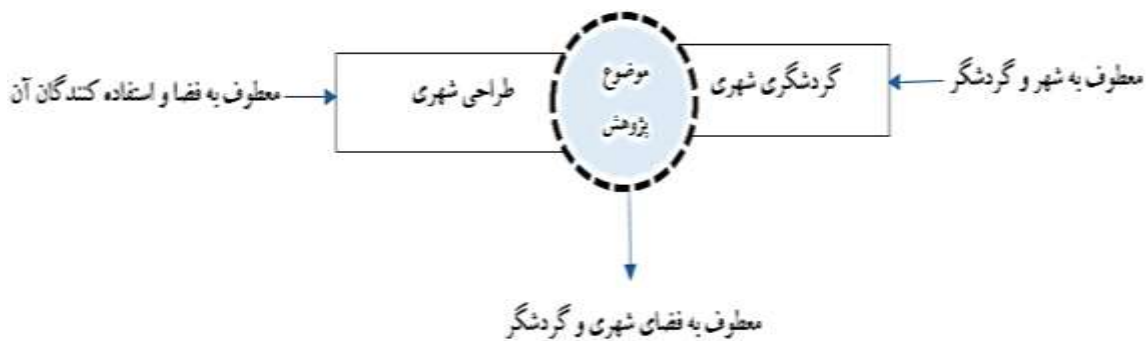 معطوف به شهر و گردشگر
گردشگری شهری
موضوع
پژوهش
طراحی شهری
معطوف به فضا و استفاده کنندگان آن
معطوف به فضای شهری و گردشگر